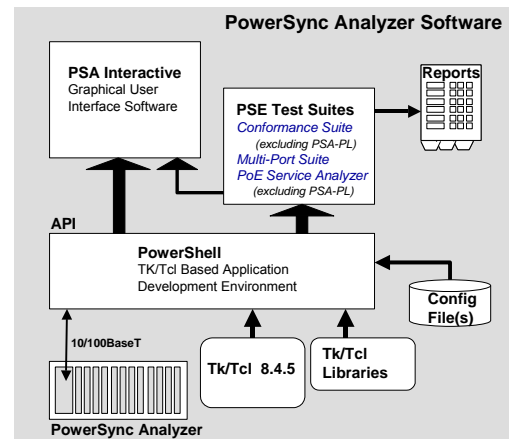 PowerSync Analyzer Software
PSA Interactive
Graphical User
Interface Software
PSE Test Suites
Conformance Suite
(excluding PSA-PL)
Multi-Port Suite
PoE Service Analyzer
(excluding PSA-PL)
Reports
API
PowerShell
TK/Tcl Based Application
Development Environment
Config
File(s)
10/100BaseT
Tk/Tcl 8.4.5
Tk/Tcl
Libraries
PowerSync Analyzer